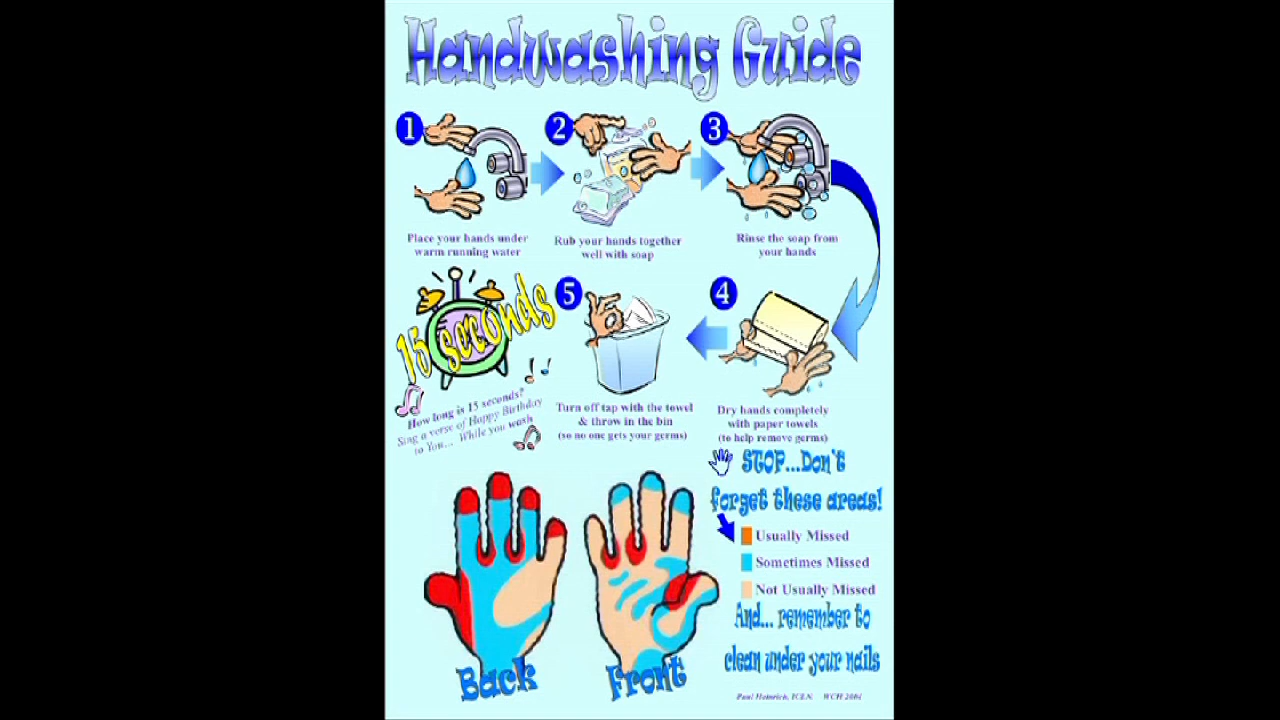 Handwashing Guide
1
Place your hands under
warm running water
2
Rub your hands together
well with soap
3
Rinse the soap from
your hands
4
Dry hands completely
with paper towels
(to help remove germs)
5
Turn off tap with the towel
& throw in the bin
(so no one gets your germs)
15 seconds
How long is 15 seconds?
Sing a verse of Happy Birthday
to You... While you wash
STOP...Don't
forget these areas!
Usually Missed
Sometimes Missed
Not Usually Missed
And... remember to
clean under your nails
Back
Front
Paul Heinrich, ICLN WCH